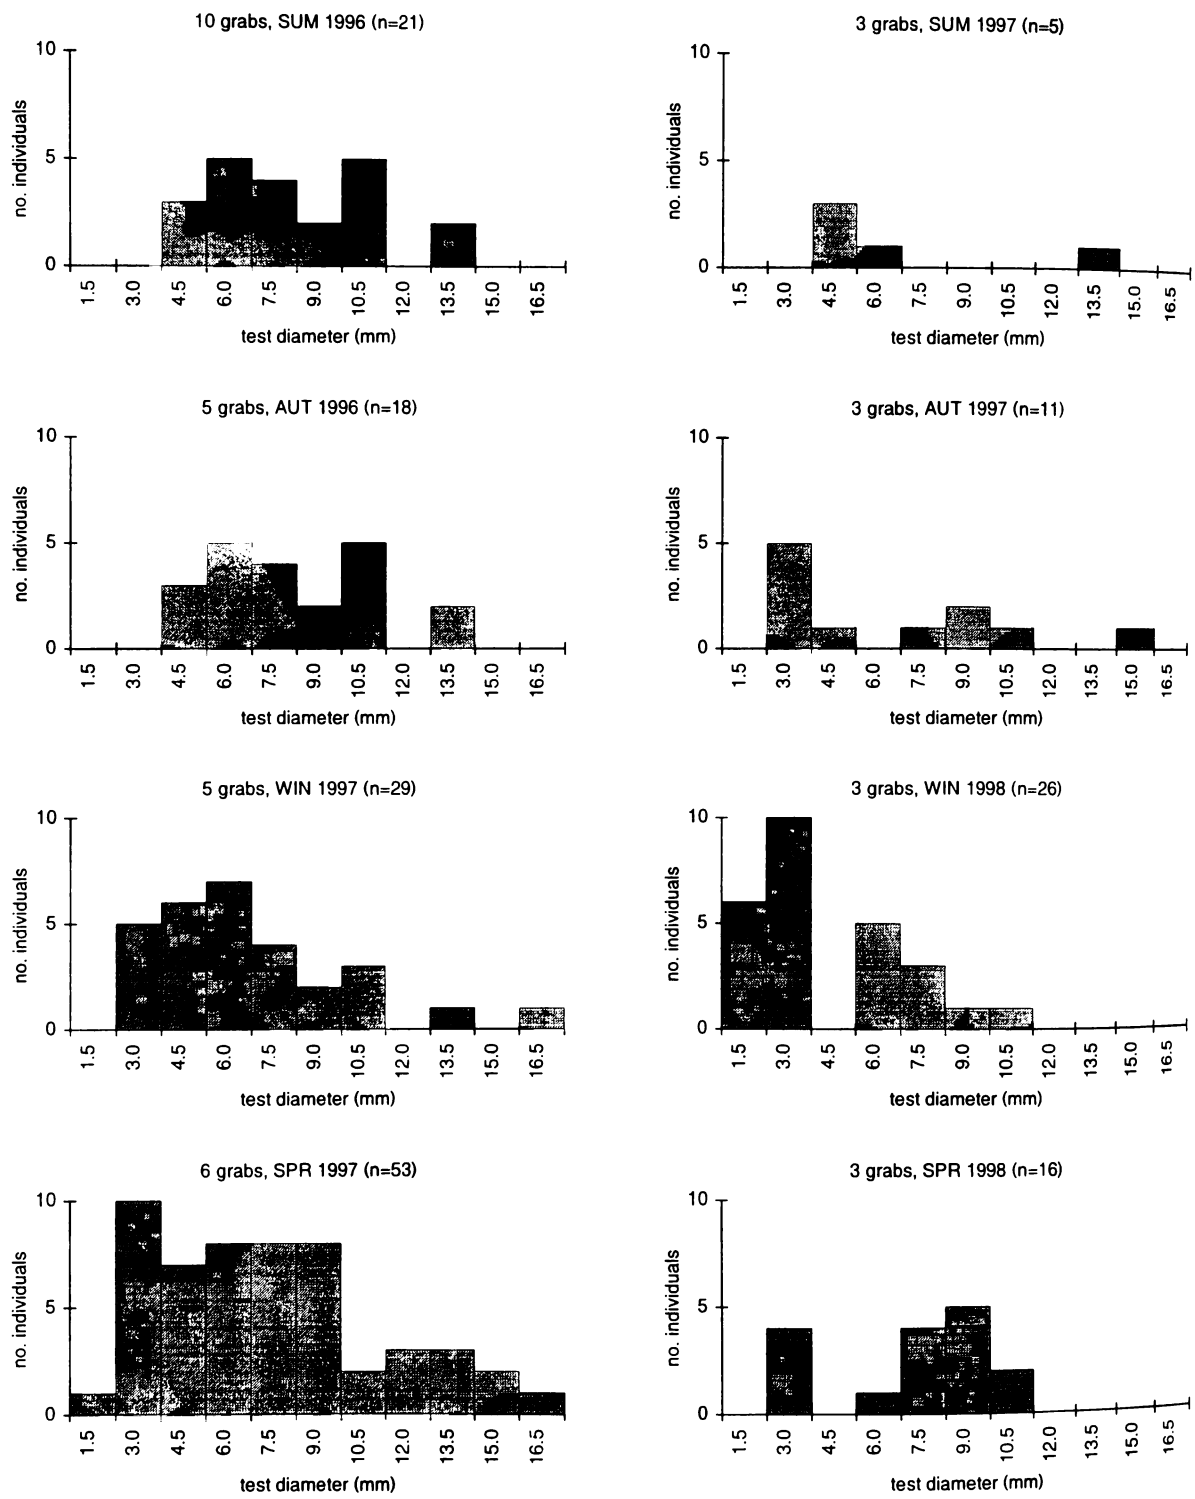 10 grabs, SUM 1996 (n=21)
10
5
0
no. individuals
1.5 3.0 4.5 6.0 7.5 9.0 10.5 12.0 13.5 15.0 16.5
test diameter (mm)
3 grabs, SUM 1997 (n=5)
10
5
0
no. individuals
1.5 3.0 4.5 6.0 7.5 9.0 10.5 12.0 13.5 15.0 16.5
test diameter (mm)
5 grabs, AUT 1996 (n=18)
10
5
0
no. individuals
1.5 3.0 4.5 6.0 7.5 9.0 10.5 12.0 13.5 15.0 16.5
test diameter (mm)
3 grabs, AUT 1997 (n=11)
10
5
0
no. individuals
1.5 3.0 4.5 6.0 7.5 9.0 10.5 12.0 13.5 15.0 16.5
test diameter (mm)
5 grabs, WIN 1997 (n=29)
10
5
0
no. individuals
1.5 3.0 4.5 6.0 7.5 9.0 10.5 12.0 13.5 15.0 16.5
test diameter (mm)
3 grabs, WIN 1998 (n=26)
10
5
0
no. individuals
1.5 3.0 4.5 6.0 7.5 9.0 10.5 12.0 13.5 15.0 16.5
test diameter (mm)
6 grabs, SPR 1997 (n=53)
10
5
0
no. individuals
1.5 3.0 4.5 6.0 7.5 9.0 10.5 12.0 13.5 15.0 16.5
test diameter (mm)
3 grabs, SPR 1998 (n=16)
10
5
0
no. individuals
1.5 3.0 4.5 6.0 7.5 9.0 10.5 12.0 13.5 15.0 16.5
test diameter (mm)